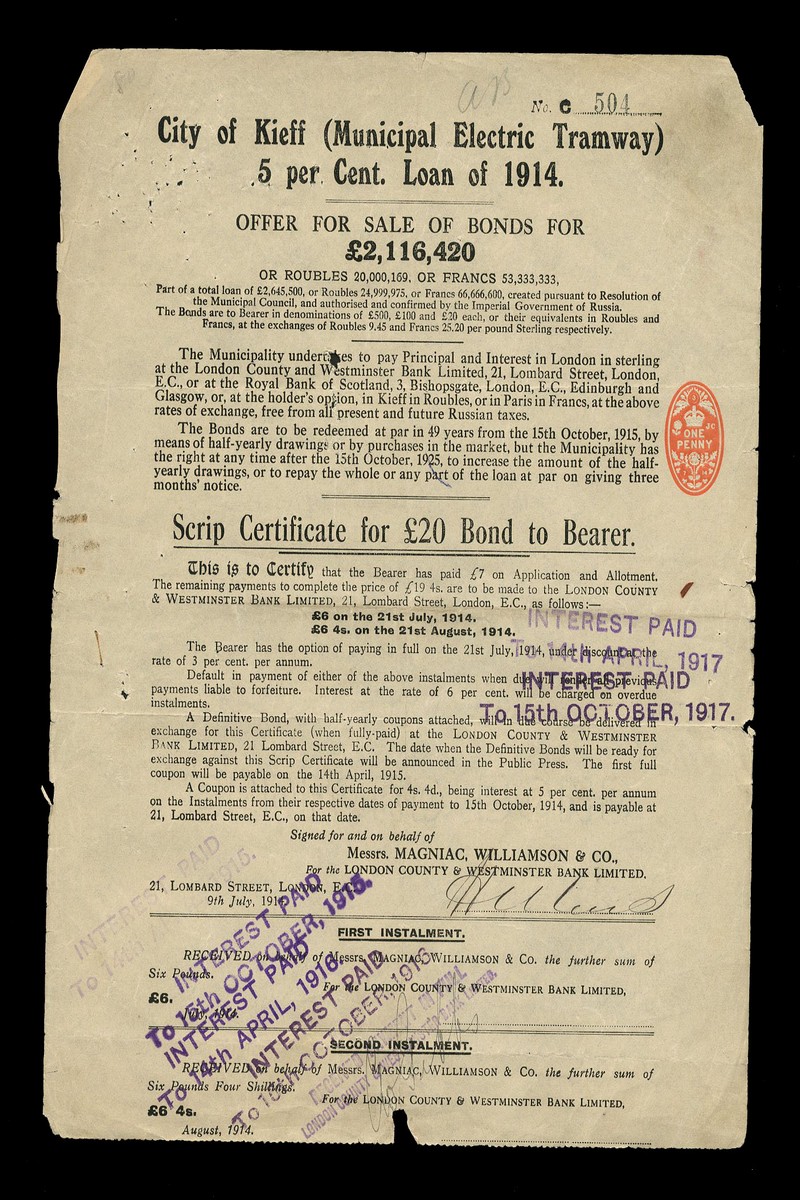 No. C 504
City of Kieff (Municipal Electric Tramway)
5 per Cent. Loan of 1914.
OFFER FOR SALE OF BONDS FOR
£2,116,420
OR ROUBLES 20,000,169, OR FRANCS 53,333,333,
Part of a total loan of £2,645,500, or Roubles 24,999,975, or Francs 66,666,600, created pursuant to Resolution of
the Municipal Council, and authorised and confirmed by the Imperial Government of Russia.
The Bonds are to Bearer in denominations of £500, £100 and £20 each, or their equivalents in Roubles and
Francs, at the exchanges of Roubles 9.45 and Francs 25.20 per pound Sterling respectively.
The Municipality undertakes to pay Principal and Interest in London in sterling
at the London County and Westminster Bank Limited, 21, Lombard Street, London,
E.C., or at the Royal Bank of Scotland, 3, Bishopsgate, London, E.C., Edinburgh and
Glasgow, or, at the holder's option, in Kieff in Roubles, or in Paris in Francs, at the above
rates of exchange, free from all present and future Russian taxes.
The Bonds are to be redeemed at par in 49 years from the 15th October, 1915, by
means of half-yearly drawings or by purchases in the market, but the Municipality has
the right at any time after the 15th October, 1925, to increase the amount of the half-
yearly drawings, or to repay the whole or any part of the loan at par on giving three
months' notice.
ONE
PENNY
Scrip Certificate for £20 Bond to Bearer.
This is to Certify that the Bearer has paid £7 on Application and Allotment.
The remaining payments to complete the price of £19 4s. are to be made to the LONDON COUNTY
& WESTMINSTER BANK LIMITED, 21, Lombard Street, London, E.C., as follows:—
£6 on the 21st July, 1914.
£6 4s. on the 21st August, 1914.
INTEREST PAID
To 14th APRIL, 1917
INTEREST PAID
To 15th OCTOBER, 1917.
The Bearer has the option of paying in full on the 21st July, 1914, under discount at the
rate of 3 per cent. per annum.
Default in payment of either of the above instalments when due will render all previous
payments liable to forfeiture. Interest at the rate of 6 per cent. will be charged on overdue
instalments.
A Definitive Bond, with half-yearly coupons attached, will in due course be delivered in
exchange for this Certificate (when fully-paid) at the LONDON COUNTY & WESTMINSTER
BANK LIMITED, 21 Lombard Street, E.C. The date when the Definitive Bonds will be ready for
exchange against this Scrip Certificate will be announced in the Public Press. The first full
coupon will be payable on the 14th April, 1915.
A Coupon is attached to this Certificate for 4s. 4d., being interest at 5 per cent. per annum
on the Instalments from their respective dates of payment to 15th October, 1914, and is payable at
21, Lombard Street, E.C., on that date.
Signed for and on behalf of
Messrs. MAGNIAC, WILLIAMSON & CO.,
For the LONDON COUNTY & WESTMINSTER BANK LIMITED.
21, LOMBARD STREET, LONDON, E.C.
9th July, 1914.
INTEREST PAID
INTEREST PAID
To 15th OCTOBER, 1915.
INTEREST PAID
To 14th APRIL, 1916.
INTEREST PAID
To 15th OCTOBER, 1916
FIRST INSTALMENT.
RECEIVED on behalf of Messrs. MAGNIAC, WILLIAMSON & CO. the further sum of
Six Pounds.
For the LONDON COUNTY & WESTMINSTER BANK LIMITED,
£6.
July, 1914.
SECOND INSTALMENT.
RECEIVED on behalf of Messrs. MAGNIAC, WILLIAMSON & CO. the further sum of
Six Pounds Four Shillings.
For the LONDON COUNTY & WESTMINSTER BANK LIMITED,
£6 4s.
August, 1914.